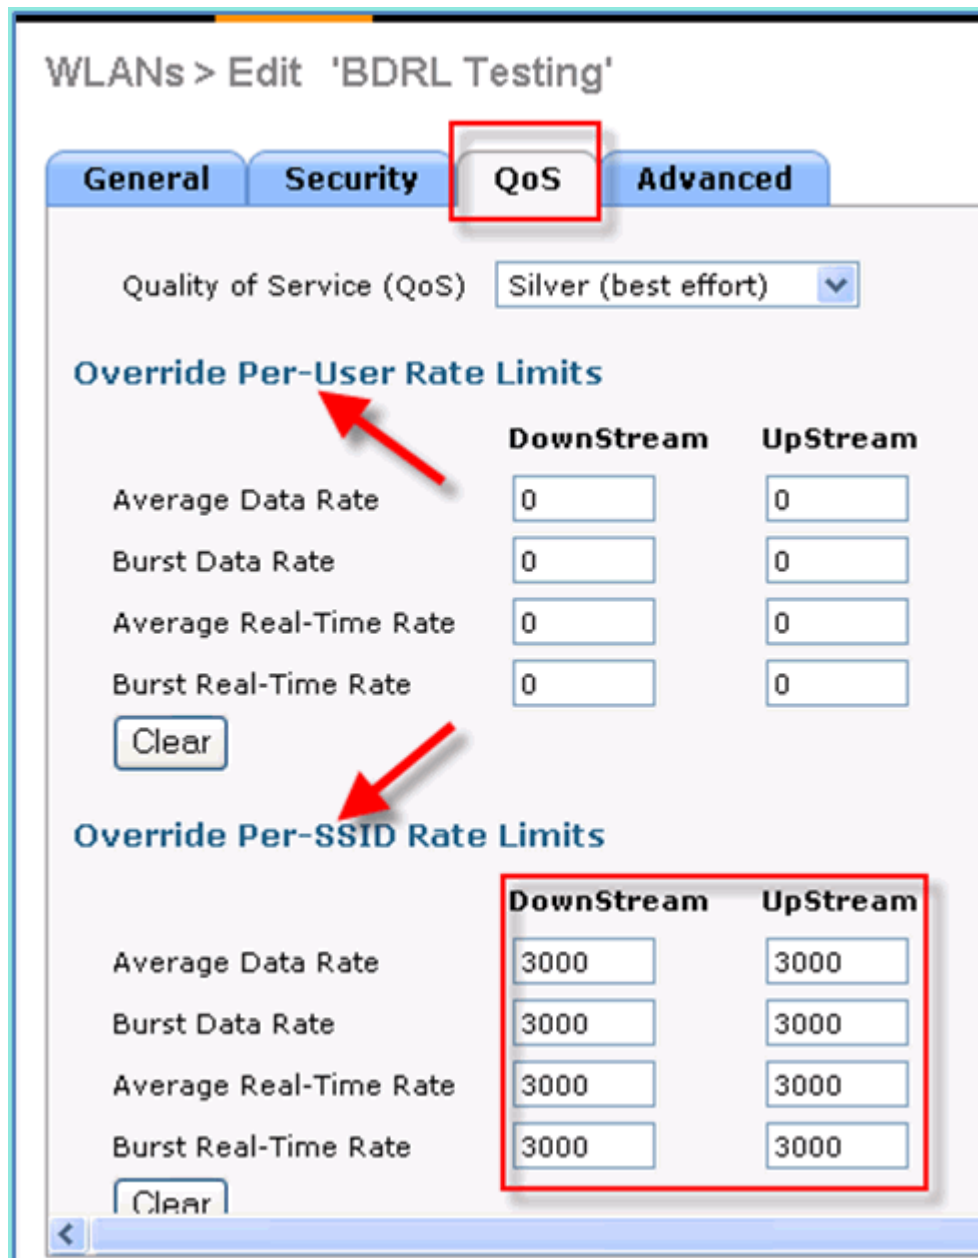 WLANs > Edit 'BDRL Testing'
General Security QoS Advanced
Quality of Service (QoS) Silver (best effort)
Override Per-User Rate Limits
DownStream UpStream
Average Data Rate 0 0
Burst Data Rate 0 0
Average Real-Time Rate 0 0
Burst Real-Time Rate 0 0
Clear
Override Per-SSID Rate Limits
DownStream UpStream
Average Data Rate 3000 3000
Burst Data Rate 3000 3000
Average Real-Time Rate 3000 3000
Burst Real-Time Rate 3000 3000
Clear